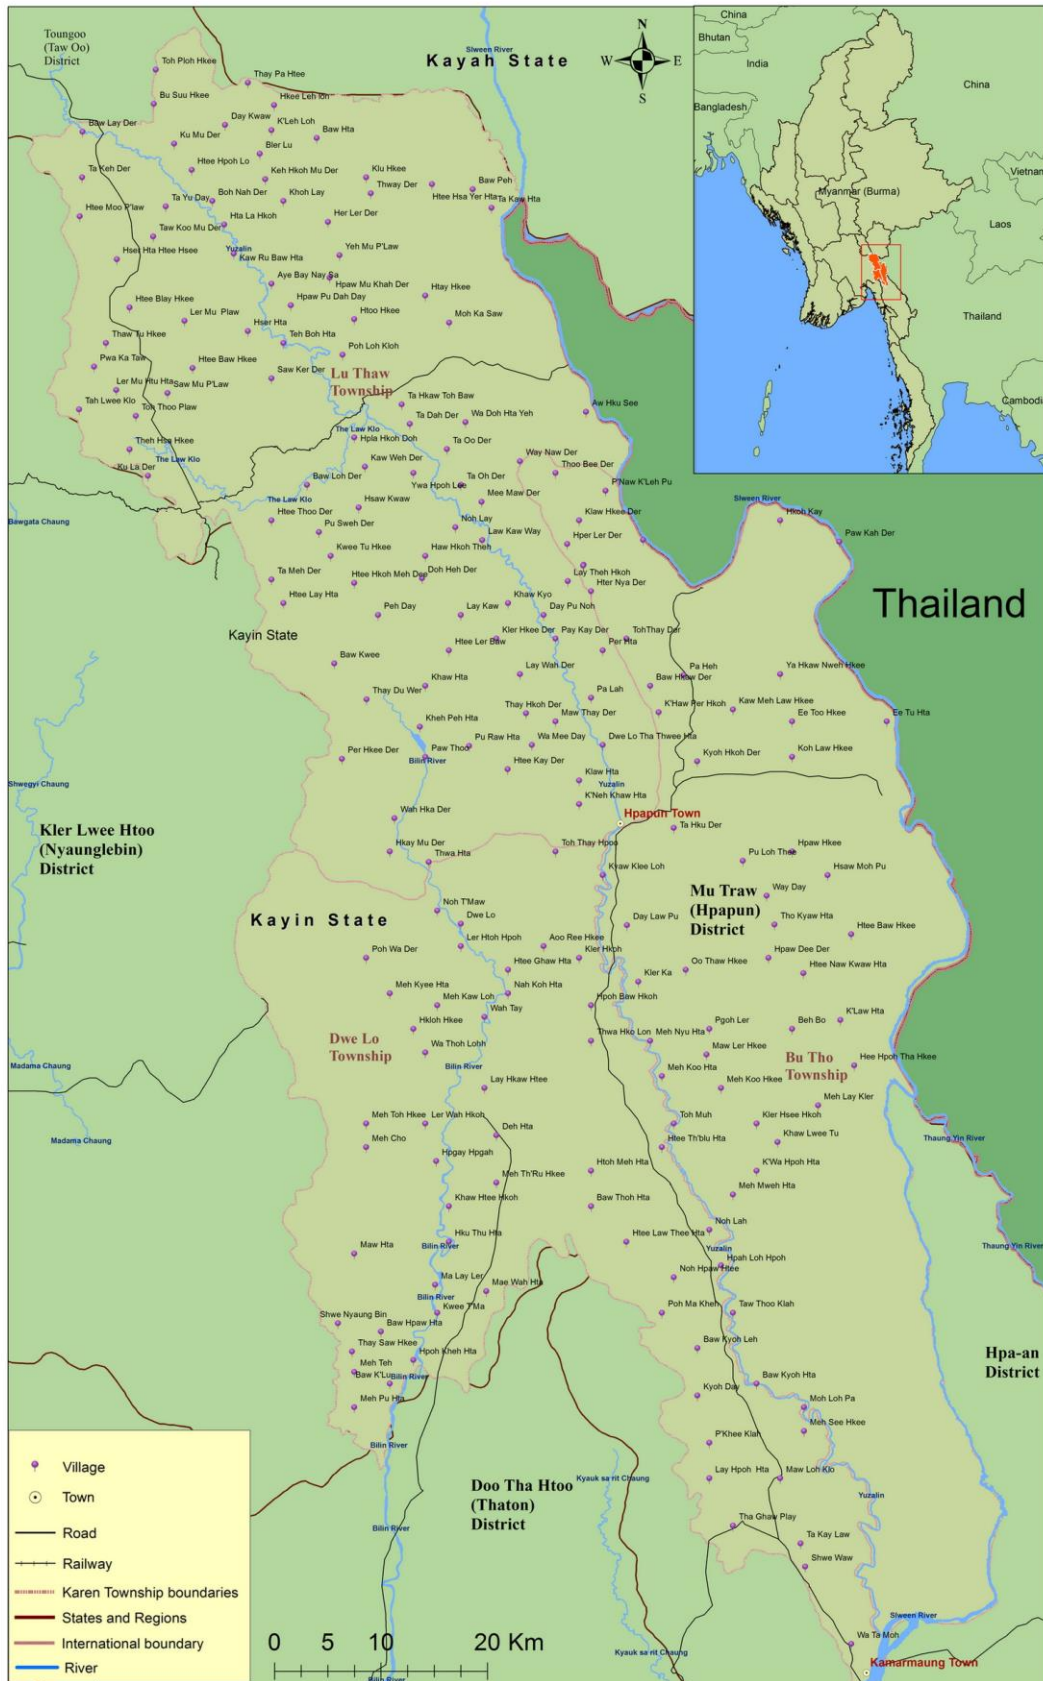 Toungoo
(Taw Oo)
District
Kayah State
Slween River
N
W
E
S
China
Bhutan
India
China
Bangladesh
Vietnam
Myanmar (Burma)
Laos
Thailand
Cambodia
Toh Ploh Hkee
Thay Pa Htee
Bu Suu Hkee
Hkee Leh loh
Day Kwaw
K'Leh Loh
Baw Lay Der
Ku Mu Der
Baw Hta
Bler Lu
Htee Hpoh Lo
Ta Keh Der
Keh Hkoh Mu Der
Klu Hkee
Boh Nah Der
Khoh Lay
Thway Der
Baw Peh
Htee Hsa Yer Hta
Ta Kaw Hta
Ta Yu Day
Htee Moo P'law
Hta La Hkoh
Her Ler Der
Taw Koo Mu Der
Yuzalin
Yeh Mu P'Law
Hser Hta Htee Hsee
Kaw Ru Baw Hta
Aye Bay Nay Sa
Hpaw Mu Khah Der
Htee Blay Hkee
Hpaw Pu Dah Day
Htay Hkee
Ler Mu Plaw
Htoo Hkee
Moh Ka Saw
Thaw Tu Hkee
Hser Hta
Teh Boh Hta
Pwa Ka Taw
Htee Baw Hkee
Poh Loh Kloh
Saw Ker Der
Lu Thaw
Township
Ler Mu Htu Hta
Saw Mu P'Law
Tah Lwee Klo
Toh Thoo Plaw
Ta Hkaw Toh Baw
Aw Hku See
Ta Dah Der
Wa Doh Hta Yeh
The Law Klo
Theh Hsa Hkee
Hpla Hkoh Doh
Ta Oo Der
The Law Klo
Ku La Der
Kaw Weh Der
Way Naw Der
Thoo Bee Der
Baw Loh Der
Ywa Hpoh Lee
Ta Oh Der
P'Naw K'Leh Pu
The Law Klo
Hsaw Kwaw
Mee Maw Der
Slween River
Bawgata Chaung
Htee Thoo Der
Noh Lay
Klaw Hkee Der
Hkoh Kay
Pu Sweh Der
Law Kaw Way
Paw Kah Der
Kwee Tu Hkee
Haw Hkoh Theh
Hper Ler Der
Ta Meh Der
Htee Hkoh Meh Der
Doh Heh Der
Lay Theh Hkoh
Hter Nya Der
Htee Lay Hta
Peh Day
Lay Kaw
Khaw Kyo
Day Pu Noh
Thailand
Kayin State
Htee Ler Baw
Kler Hkee Der
Pay Kay Der
TohThay Der
Per Hta
Baw Kwee
Lay Wah Der
Pa Heh
Ya Hkaw Nweh Hkee
Thay Du Wer
Khaw Hta
Pa Lah
Baw Hkow Der
Thay Hkoh Der
Maw Thay Der
K'Haw Per Hkoh
Kaw Meh Law Hkee
Ee Too Hkee
Ee Tu Hta
Kheh Peh Hta
Per Hkee Der
Paw Thoo
Pu Raw Hta
Wa Mee Day
Dwe Lo Tha Thwee Hta
Bilin River
Htee Kay Der
Kyoh Hkoh Der
Koh Law Hkee
Shwegyi Chaung
Klaw Hta
Yuzalin
K'Neh Khaw Hta
Wah Hka Der
Hpapun Town
Kler Lwee Htoo
(Nyaunglebin)
District
Ta Hku Der
Hkay Mu Der
Thwa Hta
Toh Thay Hpoo
Pu Loh Thee
Hpaw Hkee
Kyaw Klee Loh
Hsaw Moh Pu
Mu Traw
(Hpapun)
District
Way Day
Kayin State
Noh T'Maw
Dwe Lo
Day Law Pu
Tho Kyaw Hta
Htee Baw Hkee
Poh Wa Der
Ler Htoh Hpoh
Aoo Ree Hkee
Kler Hkoh
Hpaw Dee Der
Htee Ghaw Hta
Oo Thaw Hkee
Htee Naw Kwaw Hta
Kler Ka
Meh Kyee Hta
Nah Koh Hta
Meh Kaw Loh
Hpoh Baw Hkoh
Wah Tay
Hkloh Hkee
K'Law Hta
Dwe Lo
Township
Thwa Hko Lon
Meh Nyu Hta
Pgoh Ler
Beh Bo
Wa Thoh Lohh
Maw Ler Hkee
Bu Tho
Township
Hee Hpoh Tha Hkee
Madama Chaung
Bilin River
Meh Koo Hta
Meh Koo Hkee
Lay Hkaw Htee
Meh Lay Kler
Meh Toh Hkee
Ler Wah Hkoh
Toh Muh
Kler Hsee Hkoh
Madama Chaung
Deh Hta
Khaw Lwee Tu
Thaung Yin River
Meh Cho
Htee Th'blu Hta
Hpgay Hpgah
Htoh Meh Hta
K'Wa Hpoh Hta
Meh Th'Ru Hkee
Meh Mweh Hta
Khaw Htee Hkoh
Baw Thoh Hta
Noh Lah
Hku Thu Hta
Htee Law Thee Hta
Maw Hta
Bilin River
Yuzalin
Thaung Yin River
Hpah Loh Hpoh
Noh Hpaw Htee
Ma Lay Ler
Mae Wah Hta
Bilin River
Kwee T'Ma
Poh Ma Kheh
Taw Thoo Klah
Shwe Nyaung Bin
Baw Hpaw Hta
Thay Saw Hkee
Hpoh Kheh Hta
Baw Kyoh Leh
Hpa-an
District
Meh Teh
Baw K'Lu
Bilin River
Baw Kyoh Hta
Kyoh Day
Meh Pu Hta
Moh Loh Pa
Meh See Hkee
Bilin River
P'Khee Klah
Doo Tha Htoo
(Thaton)
District
Kyauk sa rit Chaung
Lay Hpoh Hta
Maw Loh Klo
Yuzalin
Bilin River
Tha Ghaw Play
Ta Kay Law
Shwe Waw
Slween River
Wa Ta Moh
Kyauk sa rit Chaung
Kamarmaung Town
Bilin River
Village
Town
Road
Railway
Karen Township boundaries
States and Regions
International boundary
River
0 5 10 20 Km